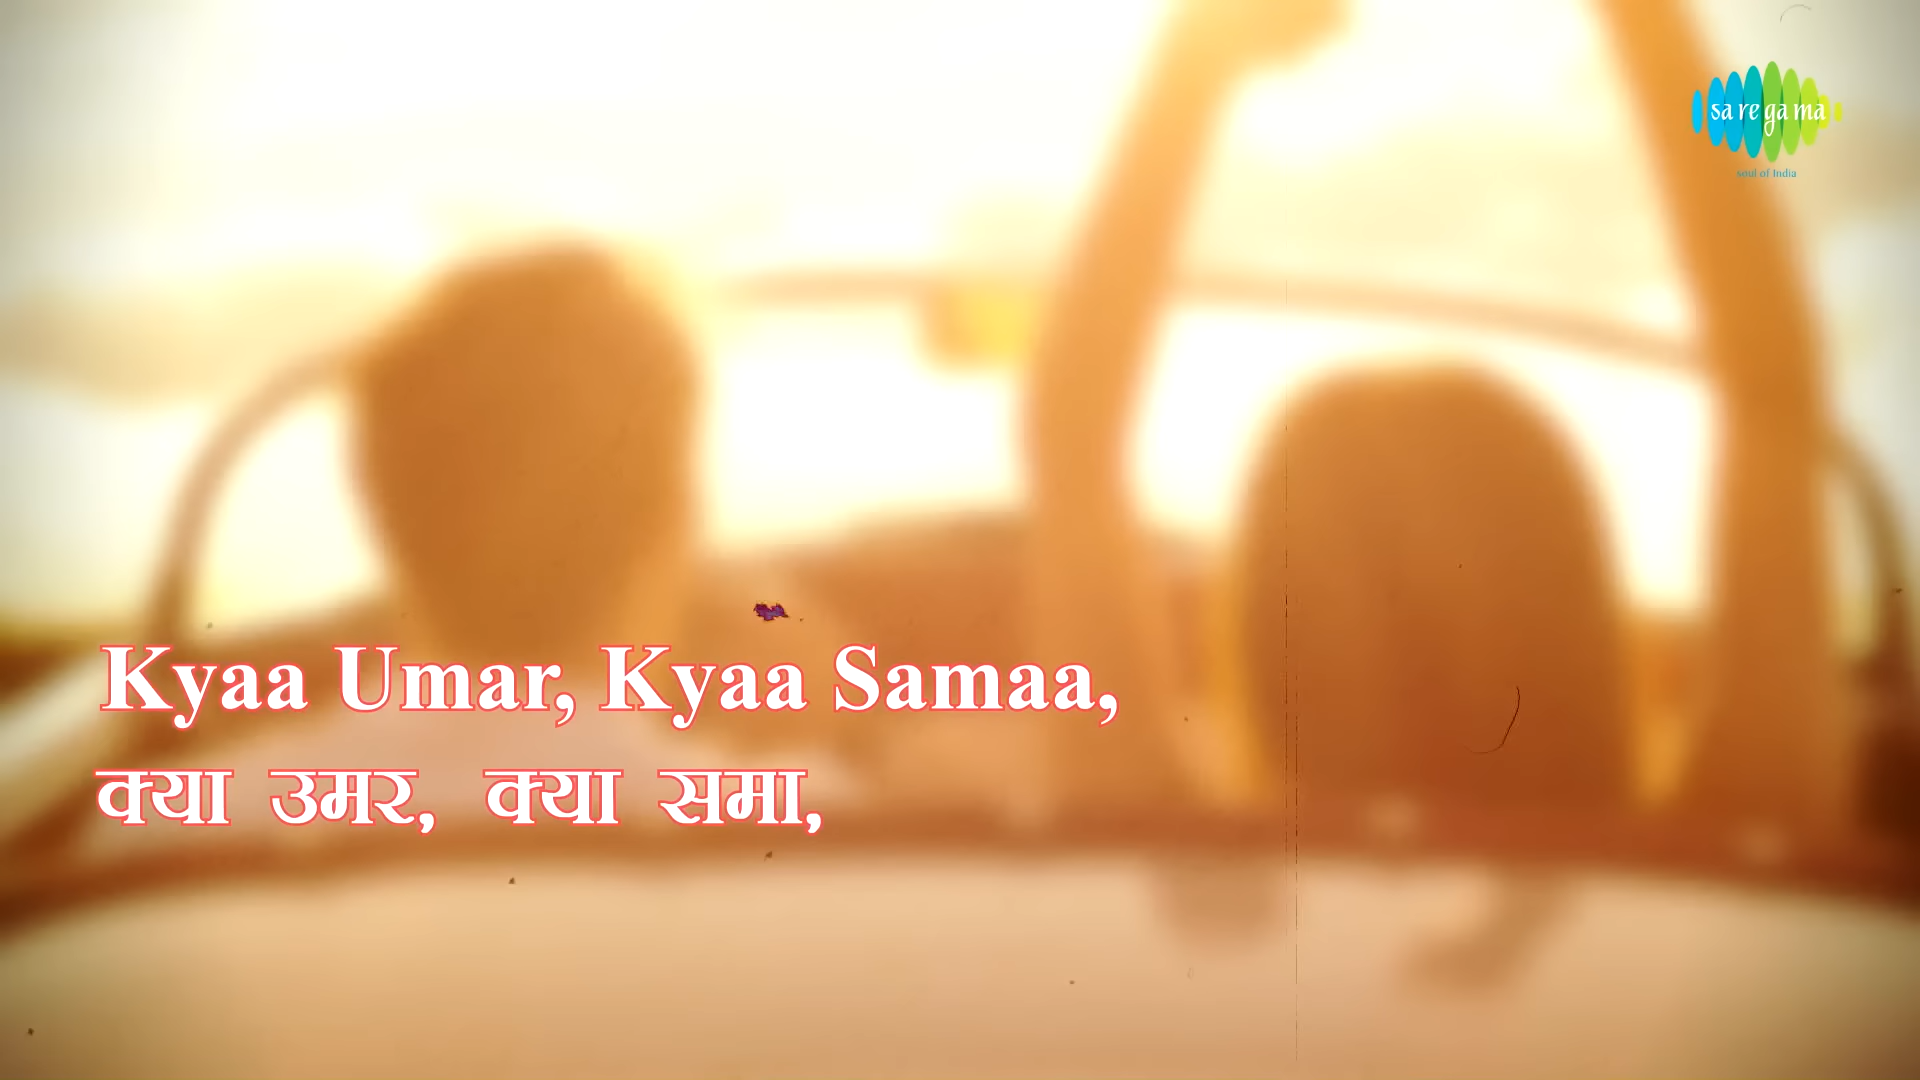 sa re ga ma
soul of India
Kyaa Umar, Kyaa Samaa,
क्या उमर, क्या समा,